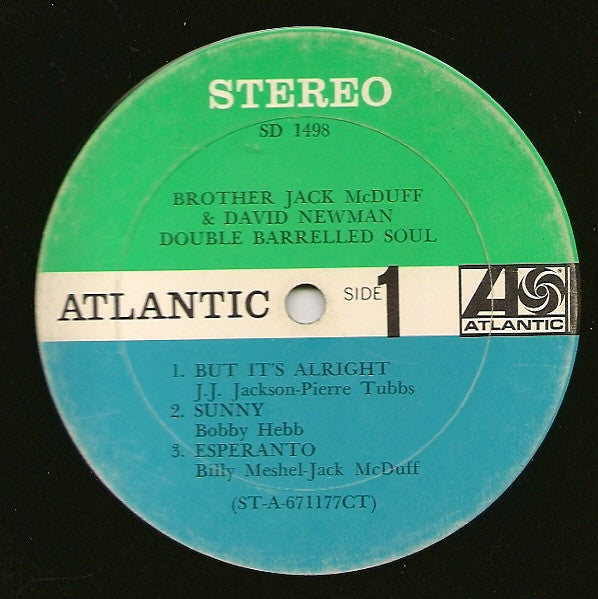 STEREO
SD 1498
BROTHER JACK McDUFF
& DAVID NEWMAN
DOUBLE BARRELLED SOUL
ATLANTIC
SIDE 1
ATLANTIC
1. BUT IT'S ALRIGHT
J.J. Jackson-Pierre Tubbs
2. SUNNY
Bobby Hebb
3. ESPERANTO
Billy Meshel-Jack McDuff
(ST-A-671177CT)